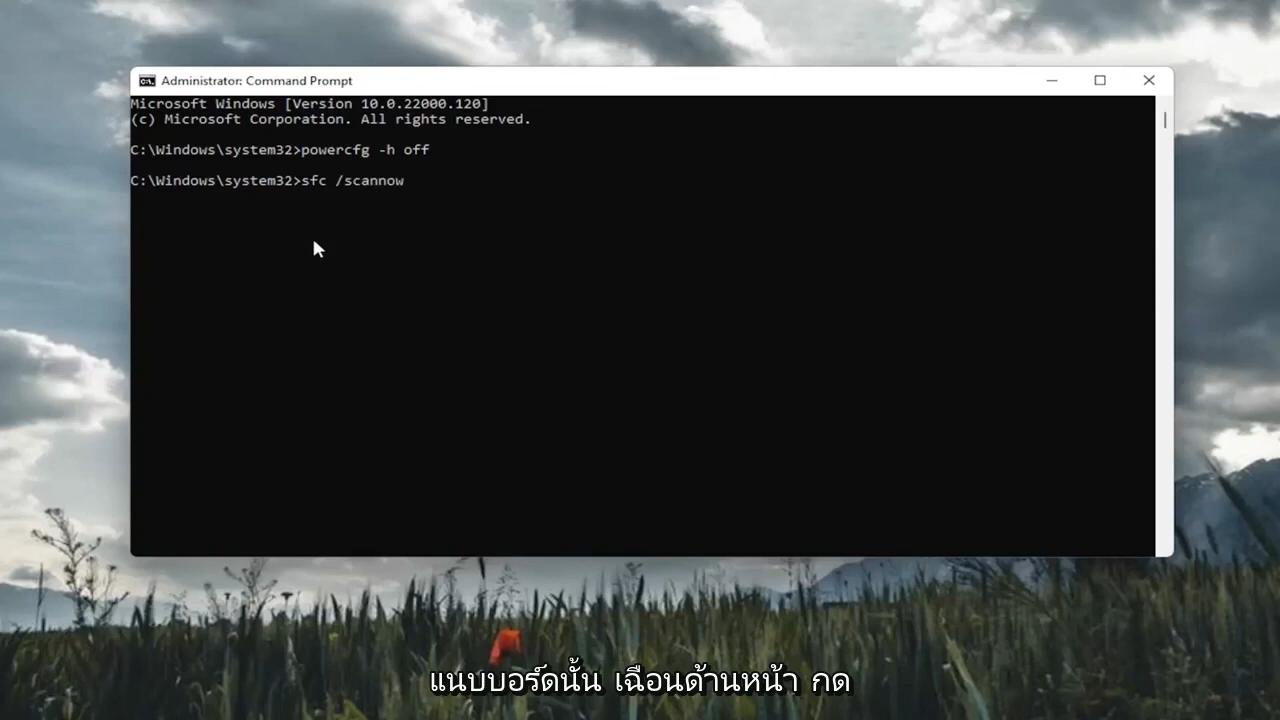 Administrator: Command Prompt
Microsoft Windows [Version 10.0.22000.120]
(c) Microsoft Corporation. All rights reserved.
C:\Windows\system32>powercfg -h off
C:\Windows\system32>sfc /scannow
แนบบอร์ดนั้น เฉือนด้านหน้า กด